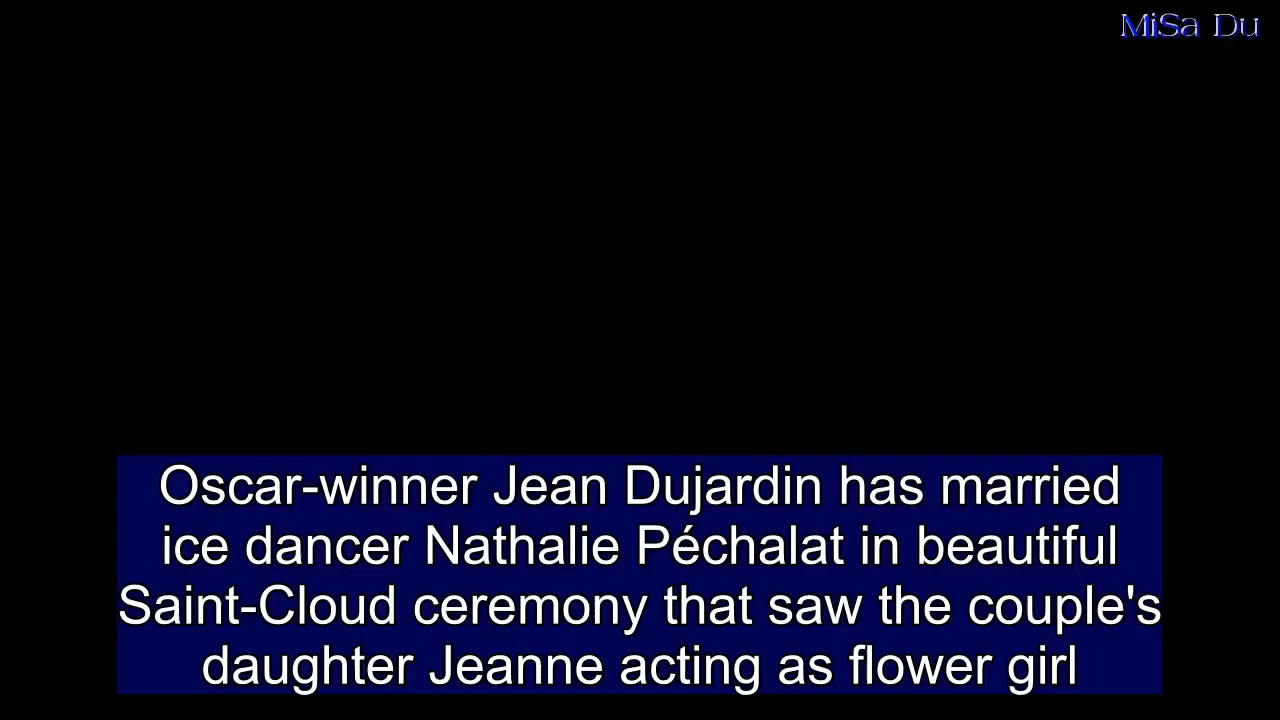 MiSa Du
Oscar-winner Jean Dujardin has married
ice dancer Nathalie Péchalat in beautiful
Saint-Cloud ceremony that saw the couple's
daughter Jeanne acting as flower girl